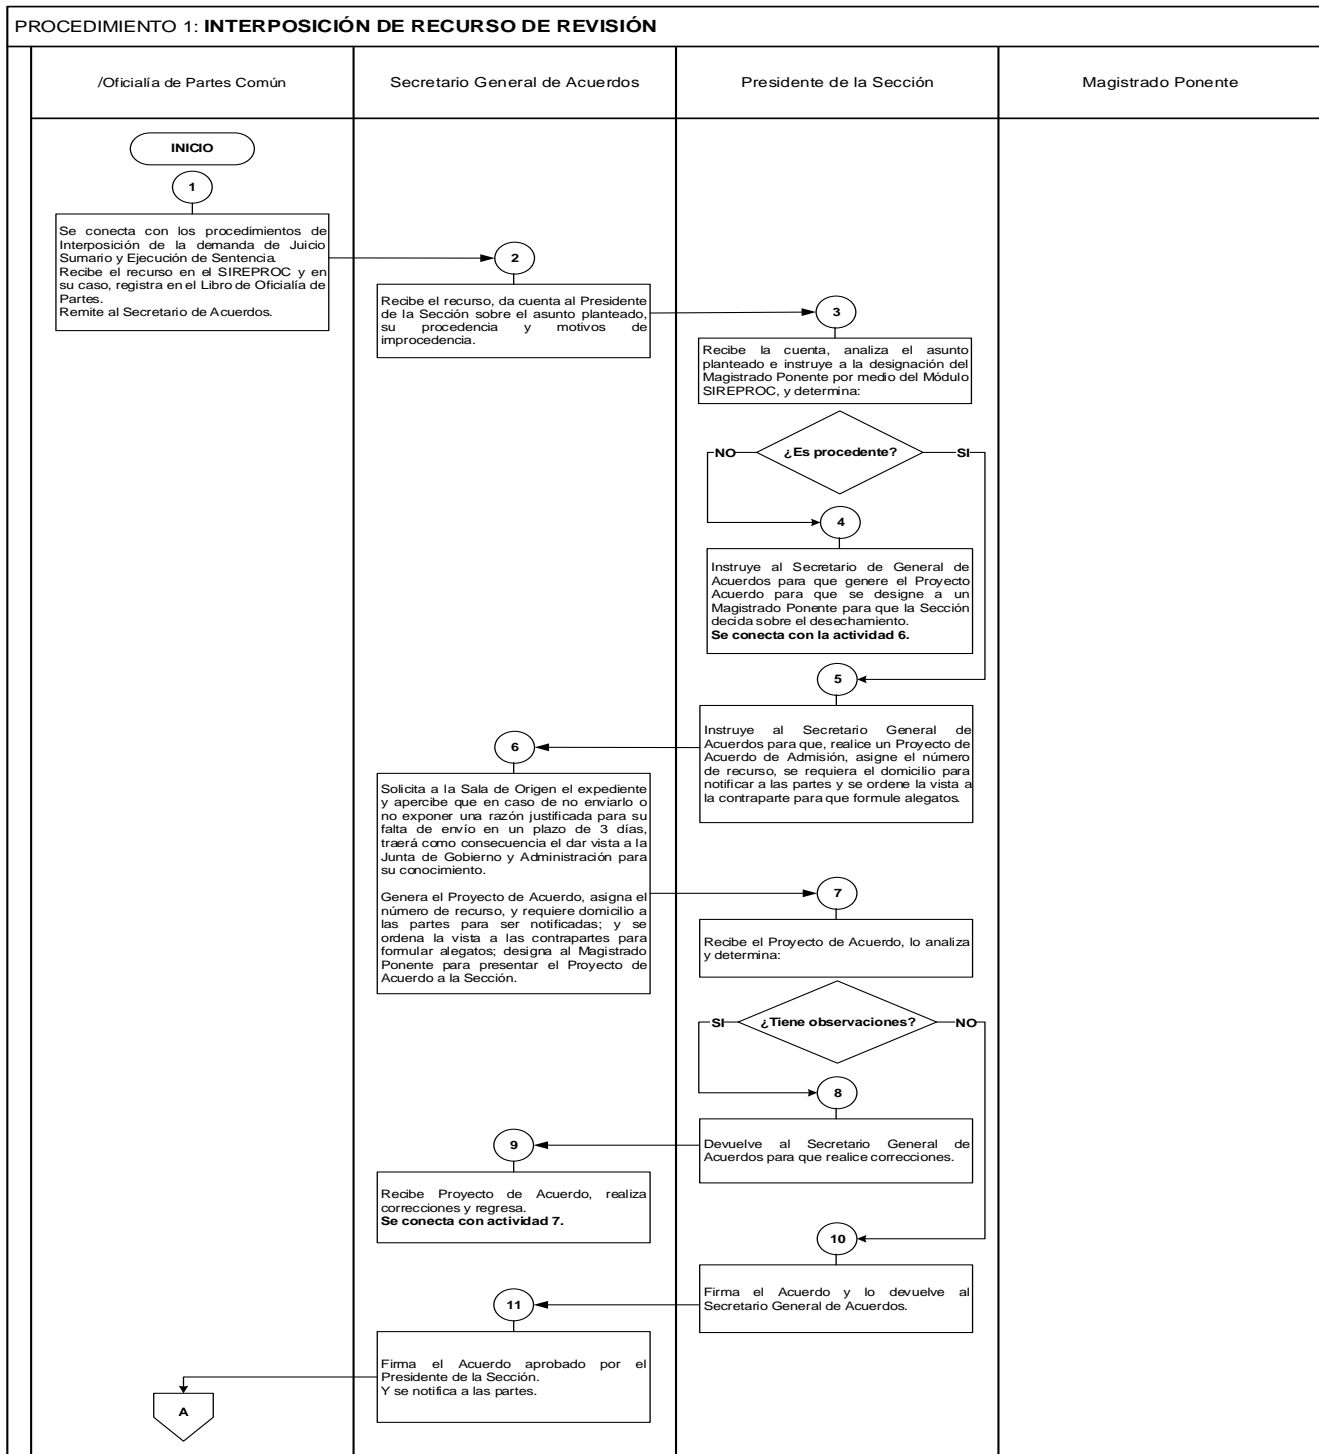 PROCEDIMIENTO 1: INTERPOSICIÓN DE RECURSO DE REVISIÓN
/Oficialía de Partes Común
Secretario General de Acuerdos
Presidente de la Sección
Magistrado Ponente
INICIO
1
Se conecta con los procedimientos de
Interposición de la demanda de Juicio
Sumario y Ejecución de Sentencia.
Recibe el recurso en el SIREPROC y en
su caso, registra en el Libro de Oficialía de
Partes.
Remite al Secretario de Acuerdos.
2
Recibe el recurso, da cuenta al Presidente
de la Sección sobre el asunto planteado,
su procedencia y motivos de
improcedencia.
3
Recibe la cuenta, analiza el asunto
planteado e instruye a la designación del
Magistrado Ponente por medio del Módulo
SIREPROC, y determina:
NO
¿Es procedente?
SI
4
Instruye al Secretario de General de
Acuerdos para que genere el Proyecto
Acuerdo para que se designe a un
Magistrado Ponente para que la Sección
decida sobre el desechamiento.
Se conecta con la actividad 6.
5
Instruye al Secretario General de
Acuerdos para que, realice un Proyecto de
Acuerdo de Admisión, asigne el número
de recurso, se requiera el domicilio para
notificar a las partes y se ordene la vista a
la contraparte para que formule alegatos.
6
Solicita a la Sala de Origen el expediente
y apercibe que en caso de no enviarlo o
no exponer una razón justificada para su
falta de envío en un plazo de 3 días,
traerá como consecuencia el dar vista a la
Junta de Gobierno y Administración para
su conocimiento.
Genera el Proyecto de Acuerdo, asigna el
número de recurso, y requiere domicilio a
las partes para ser notificadas; y se
ordena la vista a las contrapartes para
formular alegatos; designa al Magistrado
Ponente para presentar el Proyecto de
Acuerdo a la Sección.
7
Recibe el Proyecto de Acuerdo, lo analiza
y determina:
SI
¿Tiene observaciones?
NO
8
Devuelve al Secretario General de
Acuerdos para que realice correcciones.
9
Recibe Proyecto de Acuerdo, realiza
correcciones y regresa.
Se conecta con actividad 7.
10
Firma el Acuerdo y lo devuelve al
Secretario General de Acuerdos.
11
Firma el Acuerdo aprobado por el
Presidente de la Sección.
Y se notifica a las partes.
A